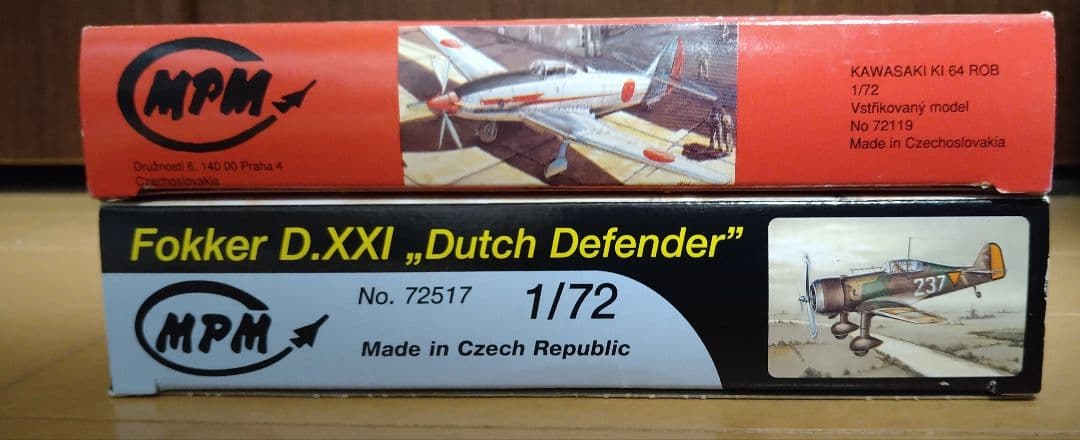 MPM
Družnosti 6, 140 00 Praha 4
Czechoslovakia
KAWASAKI KI 64 ROB
1/72
Vstřikovaný model
No 72119
Made in Czechoslovakia
Fokker D.XXI „Dutch Defender”
MPM
No. 72517
1/72
Made in Czech Republic
237